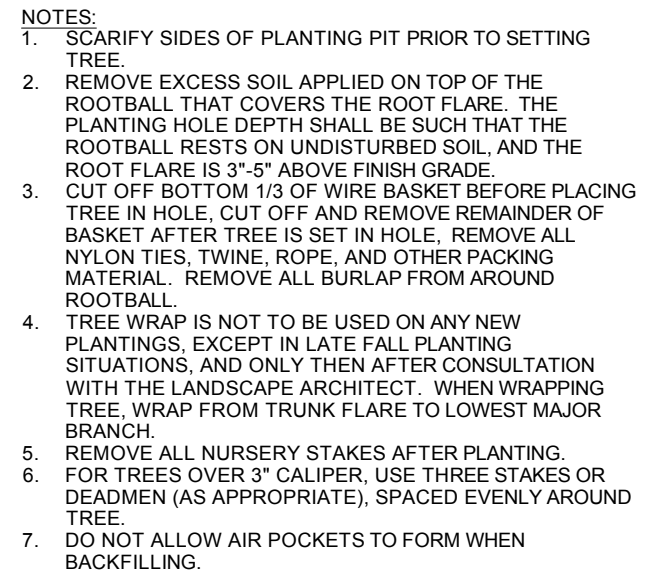 NOTES:
1. SCARIFY SIDES OF PLANTING PIT PRIOR TO SETTING
TREE.
2. REMOVE EXCESS SOIL APPLIED ON TOP OF THE
ROOTBALL THAT COVERS THE ROOT FLARE. THE
PLANTING HOLE DEPTH SHALL BE SUCH THAT THE
ROOTBALL RESTS ON UNDISTURBED SOIL, AND THE
ROOT FLARE IS 3"-5" ABOVE FINISH GRADE.
3. CUT OFF BOTTOM 1/3 OF WIRE BASKET BEFORE PLACING
TREE IN HOLE, CUT OFF AND REMOVE REMAINDER OF
BASKET AFTER TREE IS SET IN HOLE, REMOVE ALL
NYLON TIES, TWINE, ROPE, AND OTHER PACKING
MATERIAL. REMOVE ALL BURLAP FROM AROUND
ROOTBALL.
4. TREE WRAP IS NOT TO BE USED ON ANY NEW
PLANTINGS, EXCEPT IN LATE FALL PLANTING
SITUATIONS, AND ONLY THEN AFTER CONSULTATION
WITH THE LANDSCAPE ARCHITECT. WHEN WRAPPING
TREE, WRAP FROM TRUNK FLARE TO LOWEST MAJOR
BRANCH.
5. REMOVE ALL NURSERY STAKES AFTER PLANTING.
6. FOR TREES OVER 3" CALIPER, USE THREE STAKES OR
DEADMEN (AS APPROPRIATE), SPACED EVENLY AROUND
TREE.
7. DO NOT ALLOW AIR POCKETS TO FORM WHEN
BACKFILLING.